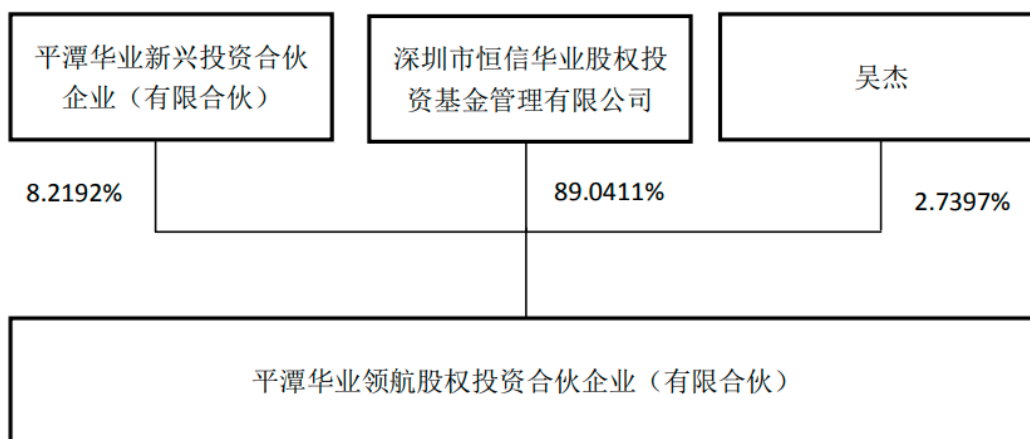 平潭华业新兴投资合伙
企业（有限合伙）
深圳市恒信华业股权投
资基金管理有限公司
吴杰
8.2192%
89.0411%
2.7397%
平潭华业领航股权投资合伙企业（有限合伙）